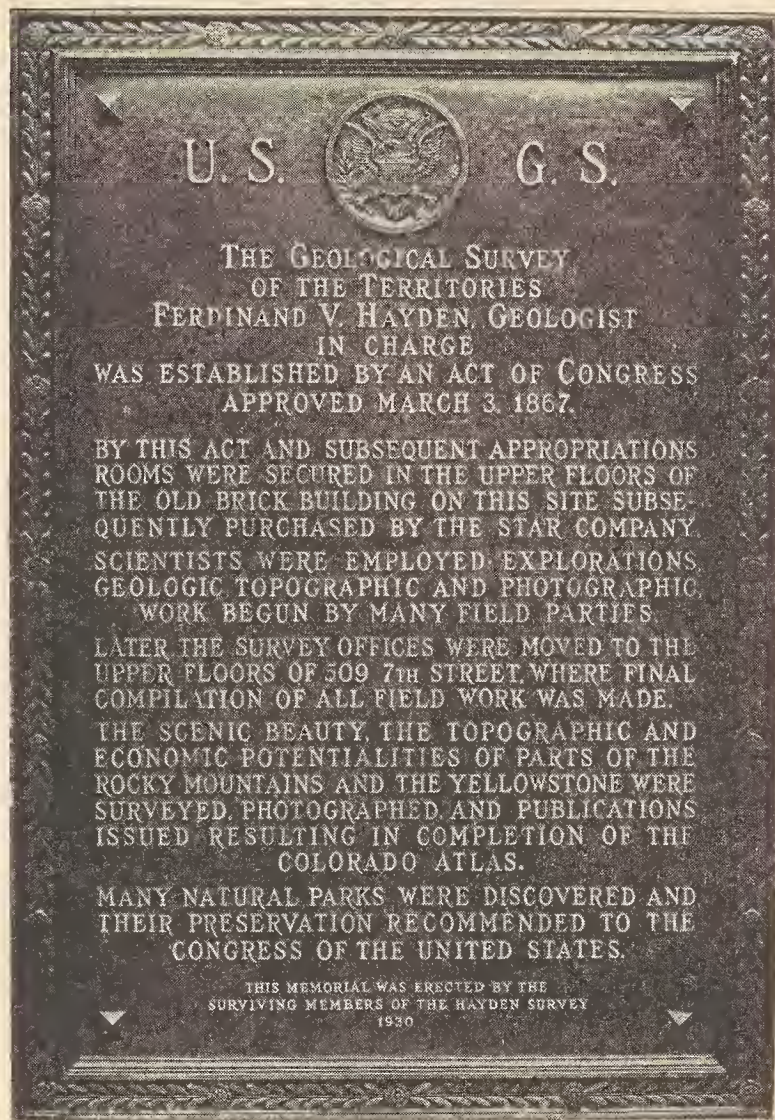 U. S. G. S.
THE GEOLOGICAL SURVEY
OF THE TERRITORIES
FERDINAND V. HAYDEN, GEOLOGIST
IN CHARGE
WAS ESTABLISHED BY AN ACT OF CONGRESS
APPROVED MARCH 3, 1867.
BY THIS ACT AND SUBSEQUENT APPROPRIATIONS
ROOMS WERE SECURED IN THE UPPER FLOORS OF
THE OLD BRICK BUILDING ON THIS SITE SUBSE-
QUENTLY PURCHASED BY THE STAR COMPANY.
SCIENTISTS WERE EMPLOYED, EXPLORATIONS,
GEOLOGIC, TOPOGRAPHIC AND PHOTOGRAPHIC,
WORK BEGUN BY MANY FIELD PARTIES.
LATER THE SURVEY OFFICES WERE MOVED TO THE
UPPER FLOORS OF 509 7TH STREET, WHERE FINAL
COMPILATION OF ALL FIELD WORK WAS MADE.
THE SCENIC BEAUTY, THE TOPOGRAPHIC AND
ECONOMIC POTENTIALITIES OF PARTS OF THE
ROCKY MOUNTAINS AND THE YELLOWSTONE WERE
SURVEYED, PHOTOGRAPHED, AND PUBLICATIONS
ISSUED RESULTING IN COMPLETION OF THE
COLORADO ATLAS.
MANY NATURAL PARKS WERE DISCOVERED AND
THEIR PRESERVATION RECOMMENDED TO THE
CONGRESS OF THE UNITED STATES.
THIS MEMORIAL WAS ERECTED BY THE
SURVIVING MEMBERS OF THE HAYDEN SURVEY
1930